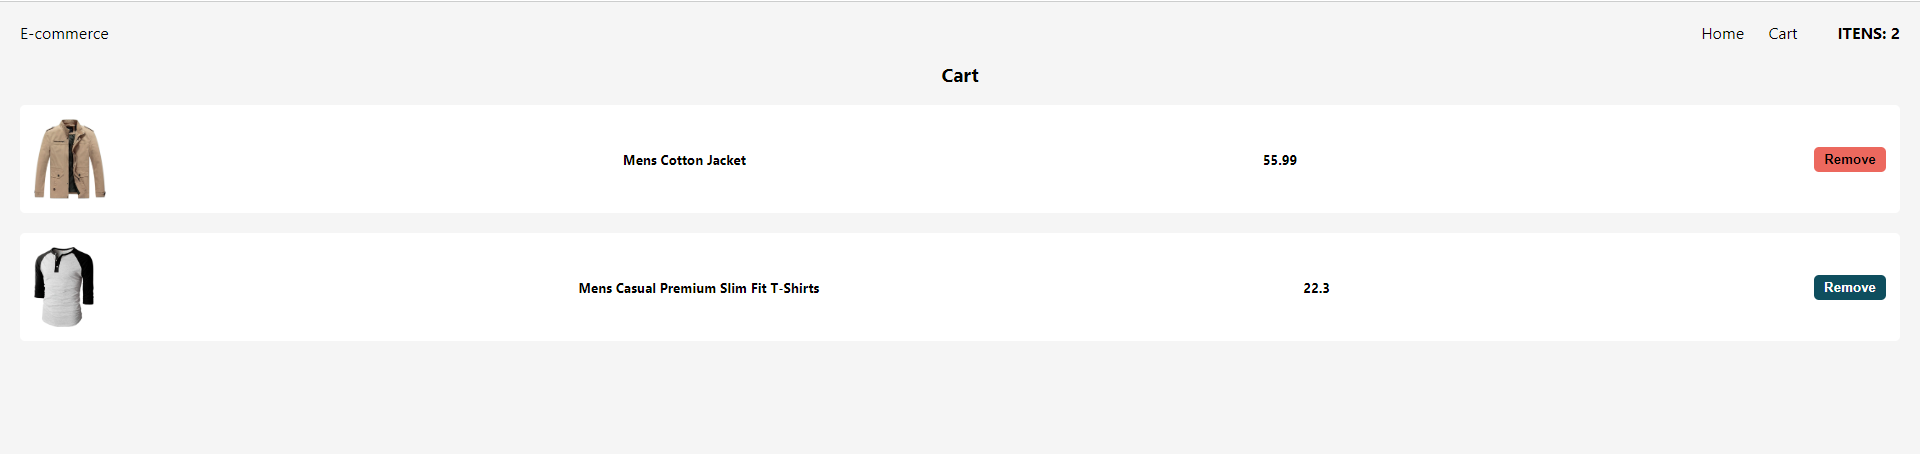 E-commerce Home Cart ITENS: 2
Cart
Mens Cotton Jacket 55.99 Remove
Mens Casual Premium Slim Fit T-Shirts 22.3 Remove